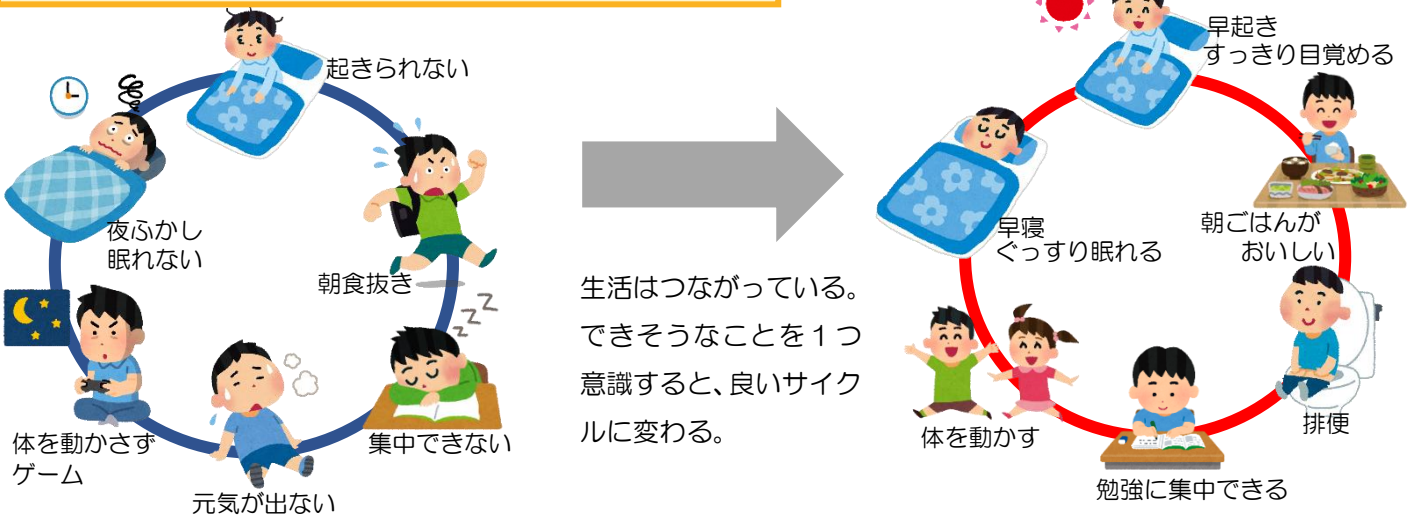 起きられない
朝食抜き
集中できない
元気が出ない
体を動かさず
ゲーム
夜ふかし
眠れない
生活はつながっている。
できそうなことを１つ
意識すると、良いサイク
ルに変わる。
早起き
すっきり目覚める
朝ごはんが
おいしい
排便
勉強に集中できる
体を動かす
早寝
ぐっすり眠れる